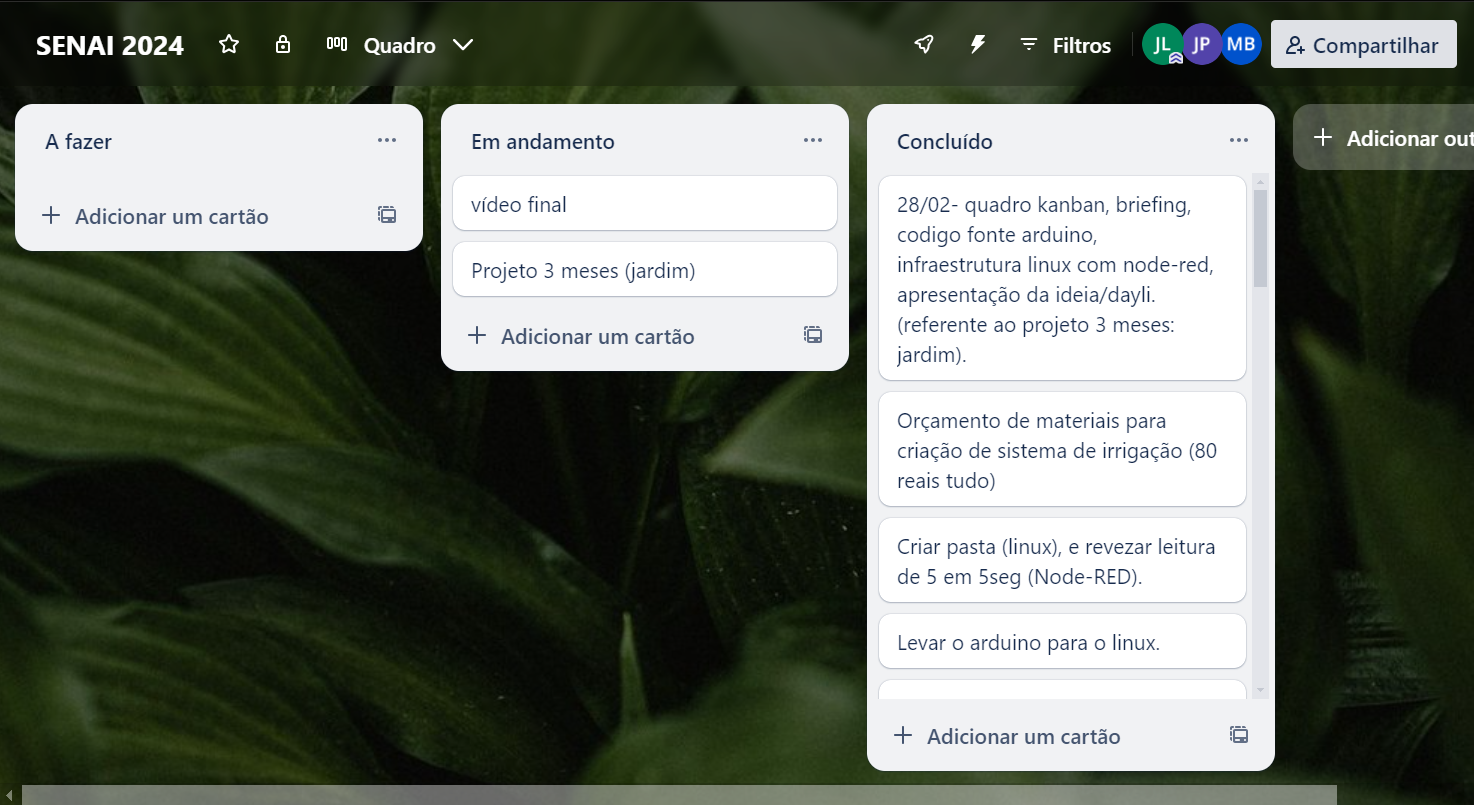 SENAI 2024
Quadro
Filtros
JL
JP
MB
Compartilhar
A fazer
Adicionar um cartão
Em andamento
vídeo final
Projeto 3 meses (jardim)
Adicionar um cartão
Concluído
28/02- quadro kanban, briefing,
codigo fonte arduino,
infraestrutura linux com node-red,
apresentação da ideia/dayli.
(referente ao projeto 3 meses:
jardim).
Orçamento de materiais para
criação de sistema de irrigação (80
reais tudo)
Criar pasta (linux), e revezar leitura
de 5 em 5seg (Node-RED).
Levar o arduino para o linux.
Adicionar um cartão
Adicionar out